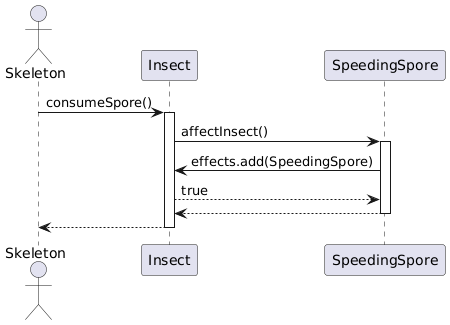 Skeleton
Insect
SpeedingSpore
consumeSpore()
affectInsect()
effects.add(SpeedingSpore)
true
Skeleton
Insect
SpeedingSpore